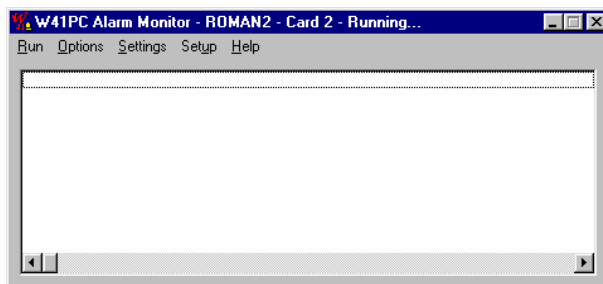 W41PC Alarm Monitor - ROMAN2 - Card 2 - Running...
Run Options Settings Setup Help